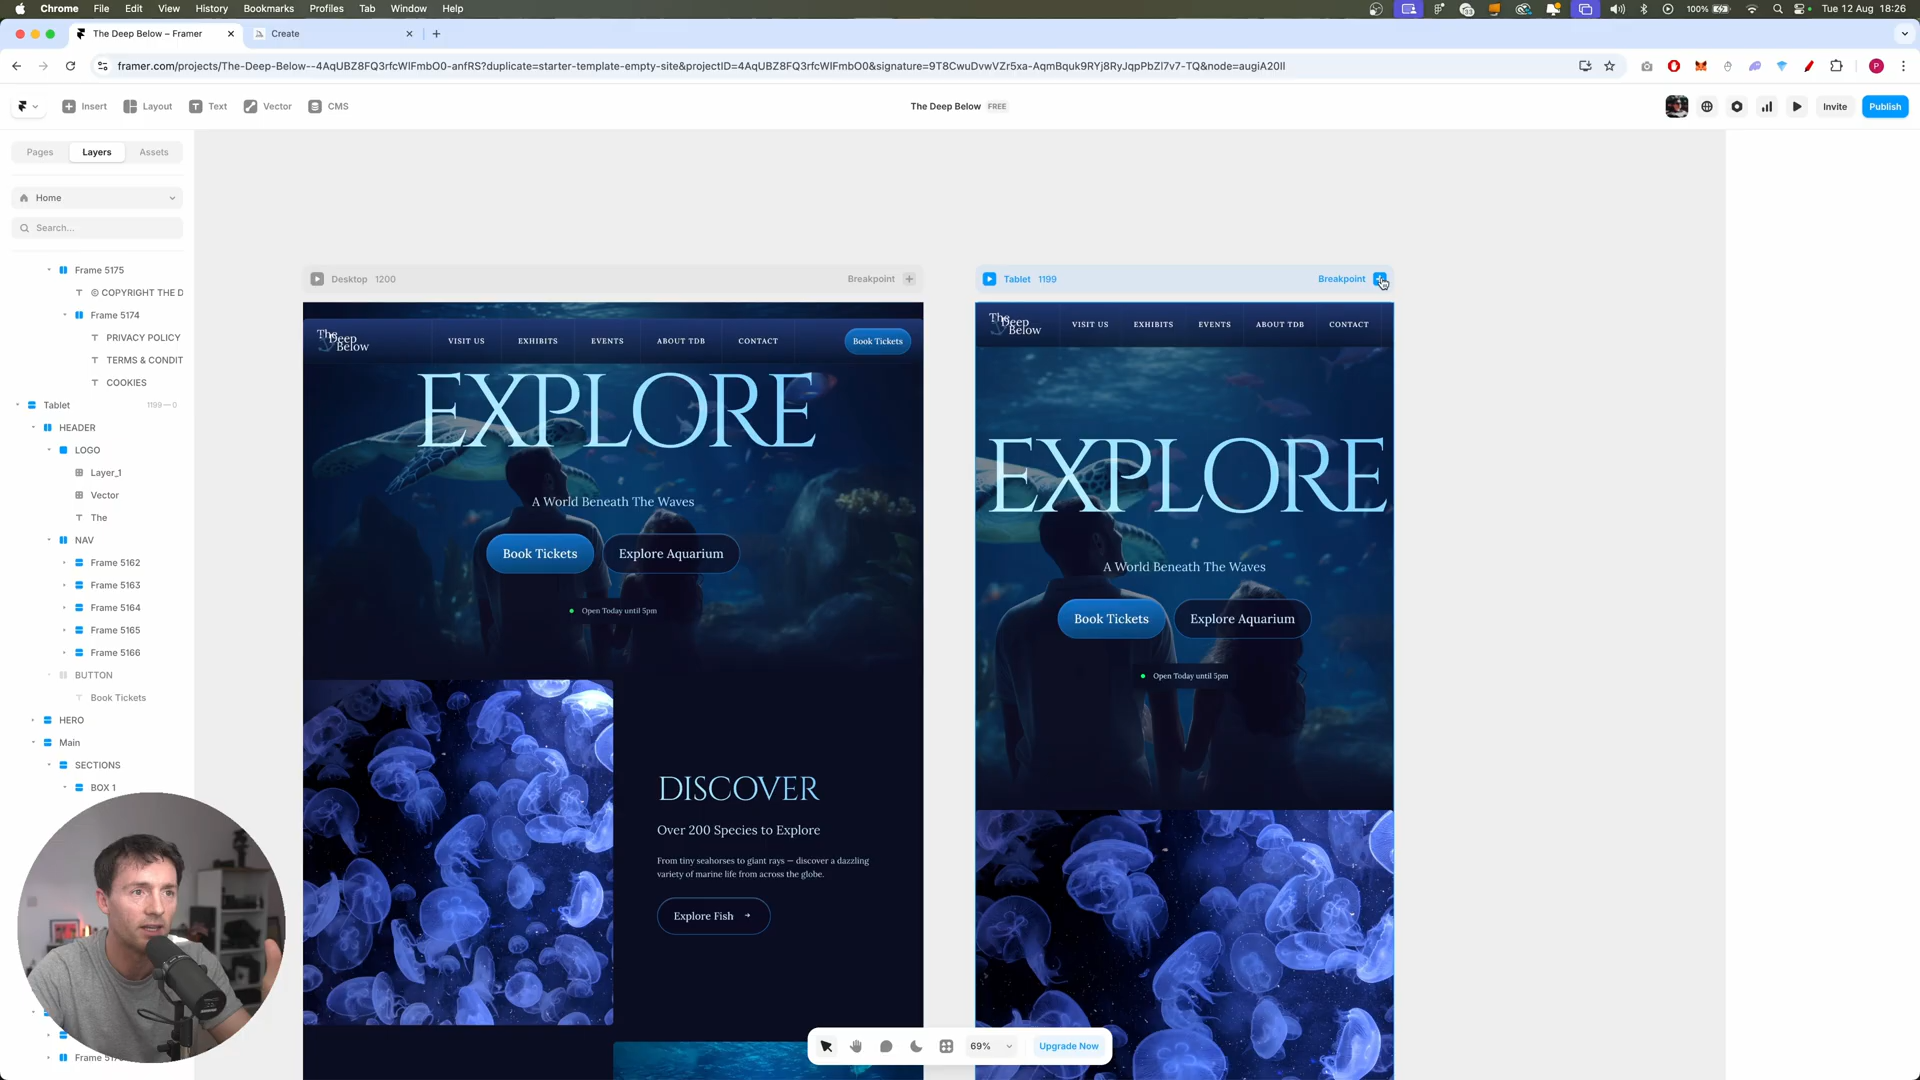 Chrome File Edit View History Bookmarks Profiles Tab Window Help
100% Tue 12 Aug 18:26
The Deep Below – Framer
Create
framer.com/projects/The-Deep-Below--4AqUBZ8FQ3rfcWIFmbO0-anfRS?duplicate=starter-template-empty-site&projectID=4AqUBZ8FQ3rfcWIFmbO0&signature=9T8CwuDvwVZr5xa-AqmBquk9RYj8RyJqpPbZl7v7-TQ&node=augiA20Il
P
Insert Layout Text Vector CMS
The Deep Below FREE
Invite Publish
Pages Layers Assets
Home
Search...
Frame 5175
© COPYRIGHT THE D
Frame 5174
PRIVACY POLICY
TERMS & CONDIT
COOKIES
Tablet 1199—0
HEADER
LOGO
Layer_1
Vector
The
NAV
Frame 5162
Frame 5163
Frame 5164
Frame 5165
Frame 5166
BUTTON
Book Tickets
HERO
Main
SECTIONS
BOX 1
Desktop 1200 Breakpoint
The Deep Below
VISIT US EXHIBITS EVENTS ABOUT TDB CONTACT Book Tickets
EXPLORE
A World Beneath The Waves
Book Tickets Explore Aquarium
Open Today until 5pm
DISCOVER
Over 200 Species to Explore
From tiny seahorses to giant rays — discover a dazzling
variety of marine life from across the globe.
Explore Fish
Tablet 1199 Breakpoint
The Deep Below
VISIT US EXHIBITS EVENTS ABOUT TDB CONTACT
EXPLORE
A World Beneath The Waves
Book Tickets Explore Aquarium
Open Today until 5pm
69% Upgrade Now